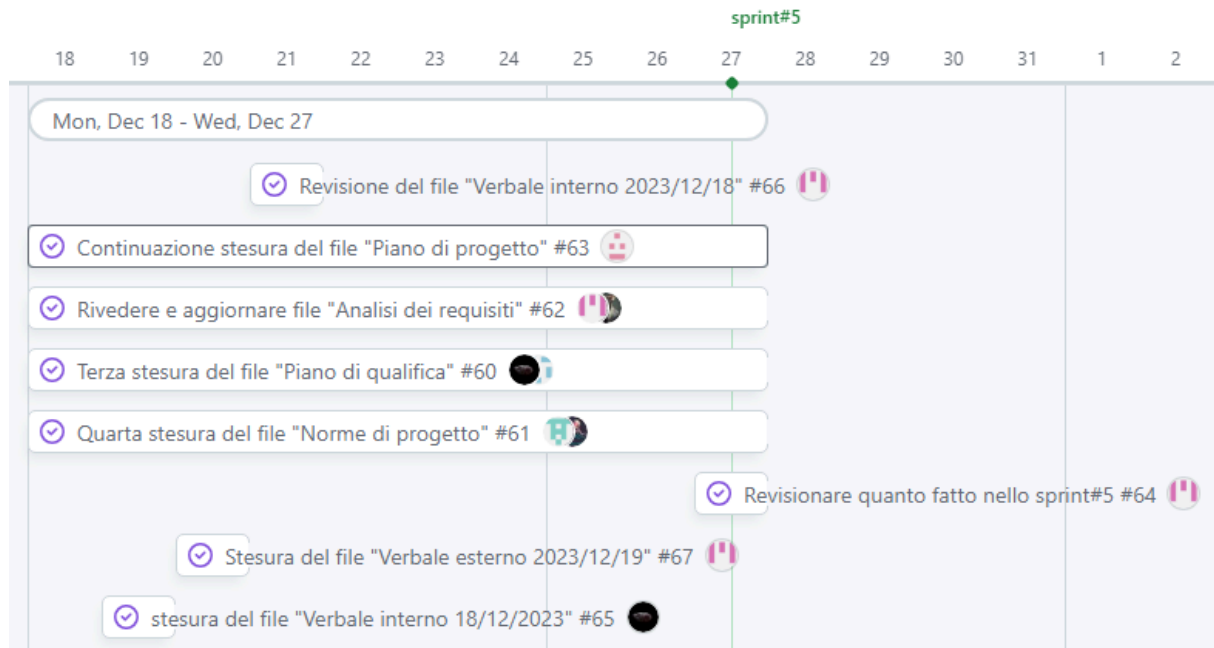 sprint#5
18 19 20 21 22 23 24 25 26 27 28 29 30 31 1 2
Mon, Dec 18 - Wed, Dec 27
Revisione del file "Verbale interno 2023/12/18" #66
Continuazione stesura del file "Piano di progetto" #63
Rivedere e aggiornare file "Analisi dei requisiti" #62
Terza stesura del file "Piano di qualifica" #60
Quarta stesura del file "Norme di progetto" #61
Revisionare quanto fatto nello sprint#5 #64
Stesura del file "Verbale esterno 2023/12/19" #67
stesura del file "Verbale interno 18/12/2023" #65